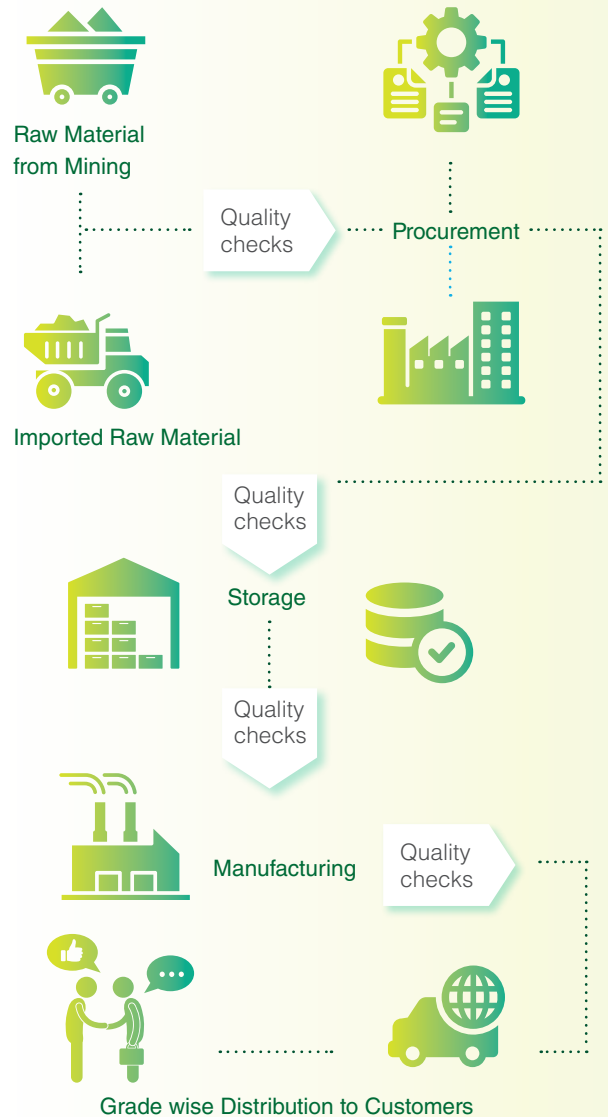 Raw Material
from Mining
Quality
checks
Procurement
Imported Raw Material
Quality
checks
Storage
Quality
checks
Manufacturing
Quality
checks
Grade wise Distribution to Customers